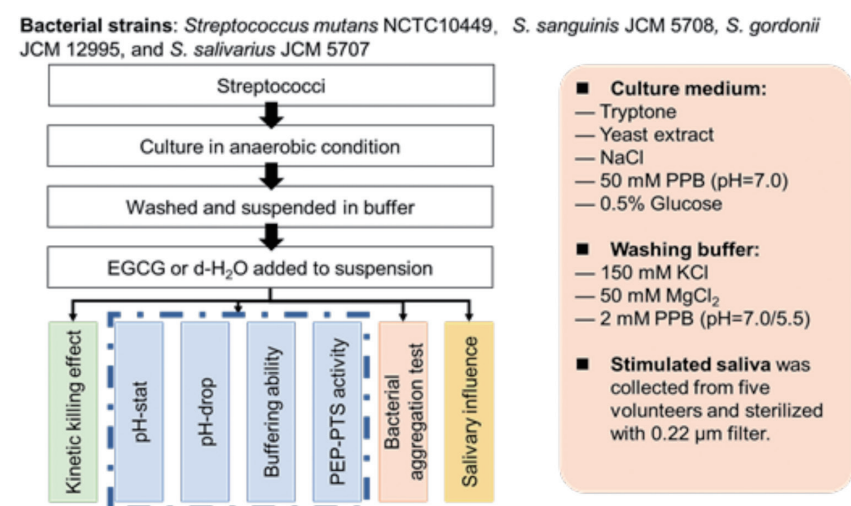 Bacterial strains: Streptococcus mutans NCTC10449, S. sanguinis JCM 5708, S. gordonii
JCM 12995, and S. salivarius JCM 5707
Streptococci
Culture in anaerobic condition
Washed and suspended in buffer
EGCG or d-H₂O added to suspension
Kinetic killing effect
pH-stat
pH-drop
Buffering ability
PEP-PTS activity
Bacterial
aggregation test
Salivary influence
■ Culture medium:
— Tryptone
— Yeast extract
— NaCl
— 50 mM PPB (pH=7.0)
— 0.5% Glucose
■ Washing buffer:
— 150 mM KCl
— 50 mM MgCl₂
— 2 mM PPB (pH=7.0/5.5)
■ Stimulated saliva was
collected from five
volunteers and sterilized
with 0.22 μm filter.